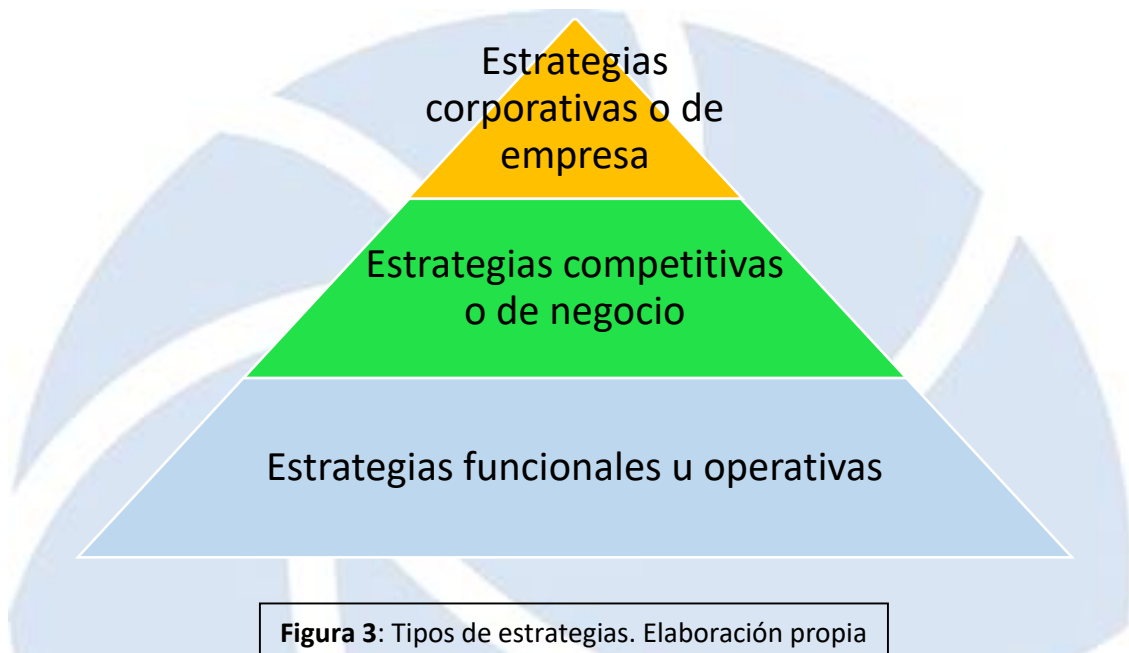 Estrategias
corporativas o de
empresa
Estrategias competitivas
o de negocio
Estrategias funcionales u operativas
Figura 3: Tipos de estrategias. Elaboración propia